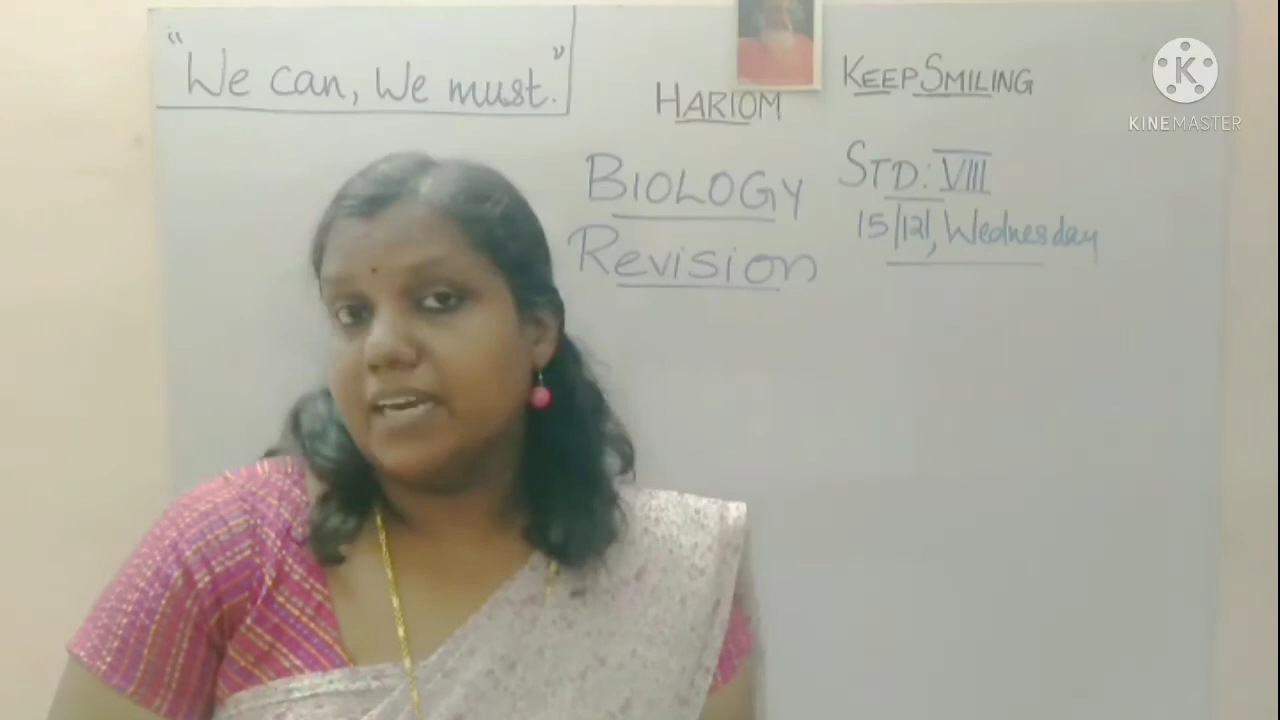 "We can, We must."
HARIOM
KEEP SMILING
BIOLOGY
STD: VIII
15/12, Wednesday
Revision
KINEMASTER